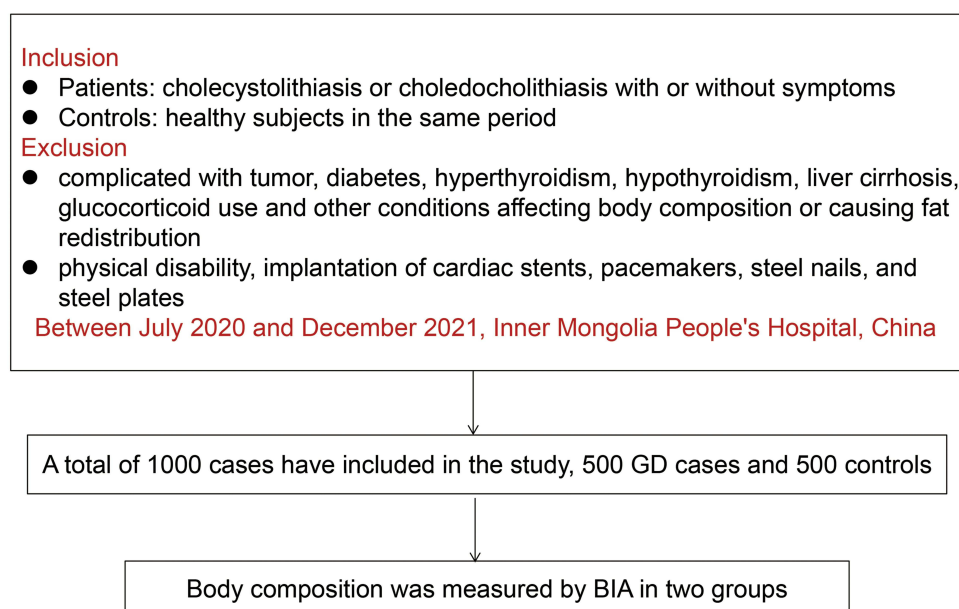 Inclusion
● Patients: cholecystolithiasis or choledocholithiasis with or without symptoms
● Controls: healthy subjects in the same period
Exclusion
● complicated with tumor, diabetes, hyperthyroidism, hypothyroidism, liver cirrhosis,
glucocorticoid use and other conditions affecting body composition or causing fat
redistribution
● physical disability, implantation of cardiac stents, pacemakers, steel nails, and
steel plates
Between July 2020 and December 2021, Inner Mongolia People's Hospital, China
A total of 1000 cases have included in the study, 500 GD cases and 500 controls
Body composition was measured by BIA in two groups